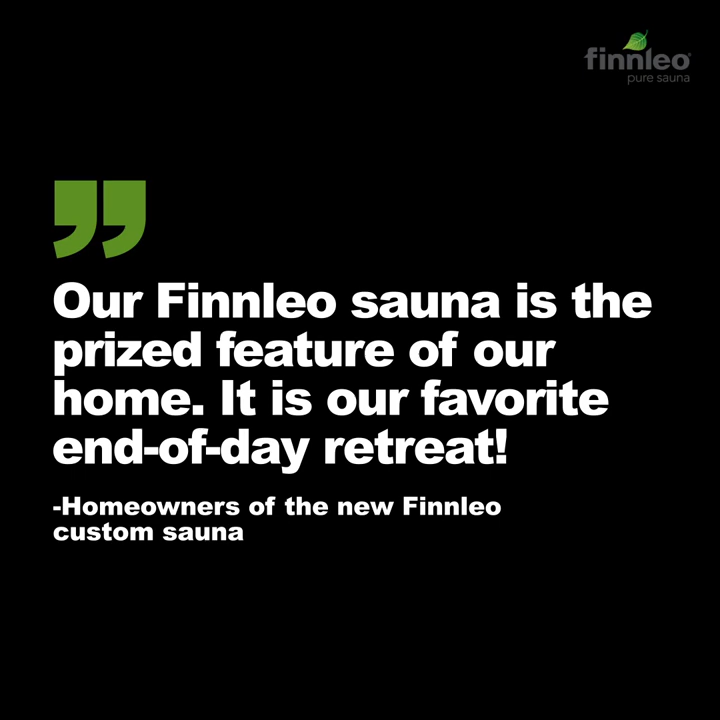 finnleo®
pure sauna
”
Our Finnleo sauna is the
prized feature of our
home. It is our favorite
end-of-day retreat!
-Homeowners of the new Finnleo
custom sauna